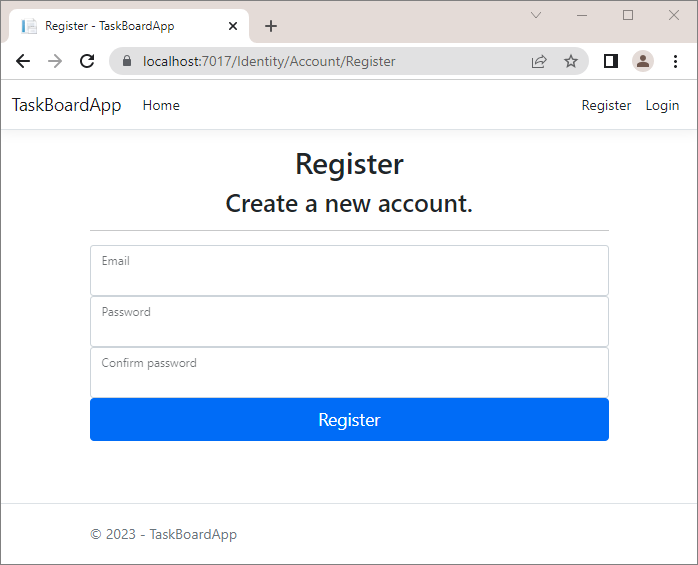 Register - TaskBoardApp
localhost:7017/Identity/Account/Register
TaskBoardApp Home Register Login
Register
Create a new account.
Email
Password
Confirm password
Register
© 2023 - TaskBoardApp